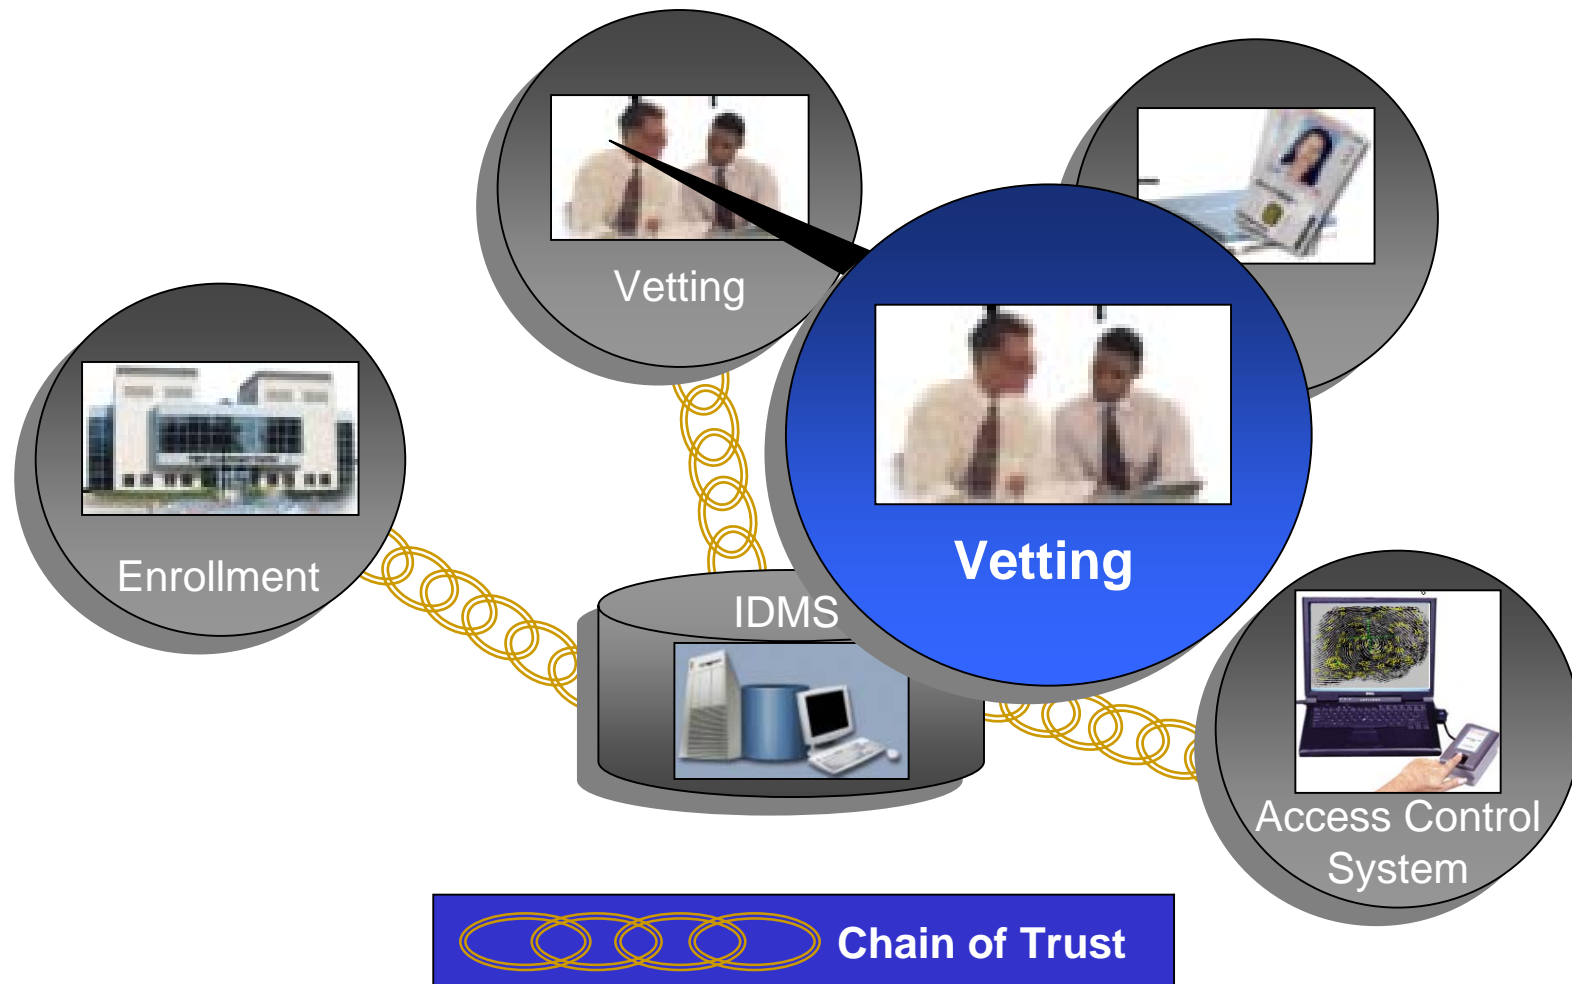 Vetting
Enrollment
Vetting
IDMS
Access Control
System
Chain of Trust